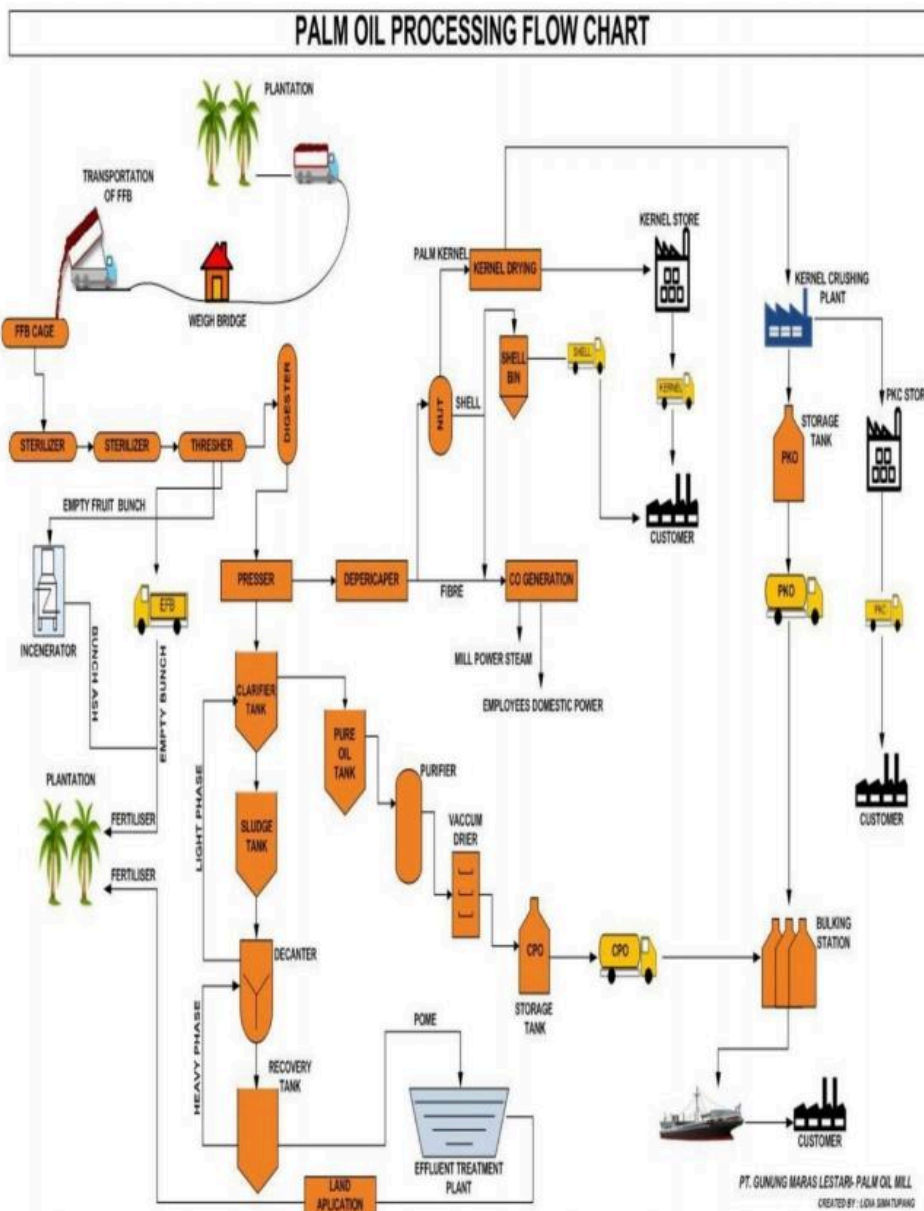 PALM OIL PROCESSING FLOW CHART
PLANTATION
TRANSPORTATION
OF FFB
WEIGH BRIDGE
FFB CAGE
STERILIZER
STERILIZER
THRESHER
DIGESTER
PALM KERNEL
KERNEL DRYING
KERNEL STORE
KERNEL CRUSHING
PLANT
NUT
SHELL
SHELL
BIN
SHELL
KERNEL
CUSTOMER
STORAGE
TANK
PKO
PKC STORE
EMPTY FRUIT BUNCH
INCENERATOR
BUNCH ASH
EFB
EMPTY BUNCH
PRESSER
DEPERICAPER
FIBRE
CO GENERATION
MILL POWER STEAM
EMPLOYEES DOMESTIC POWER
PKO
PKC
CUSTOMER
CLARIFIER
TANK
PURE
OIL
TANK
PURIFIER
VACCUM
DRIER
LIGHT PHASE
SLUDGE
TANK
PLANTATION
FERTILISER
FERTILISER
DECANTER
CPO
STORAGE
TANK
CPO
BULKING
STATION
HEAVY PHASE
RECOVERY
TANK
POME
EFFLUENT TREATMENT
PLANT
LAND
APLICATION
CUSTOMER
PT. GUNUNG MARAS LESTARI- PALM OIL MILL
CREATED BY : LIDIA SIMATUPANG